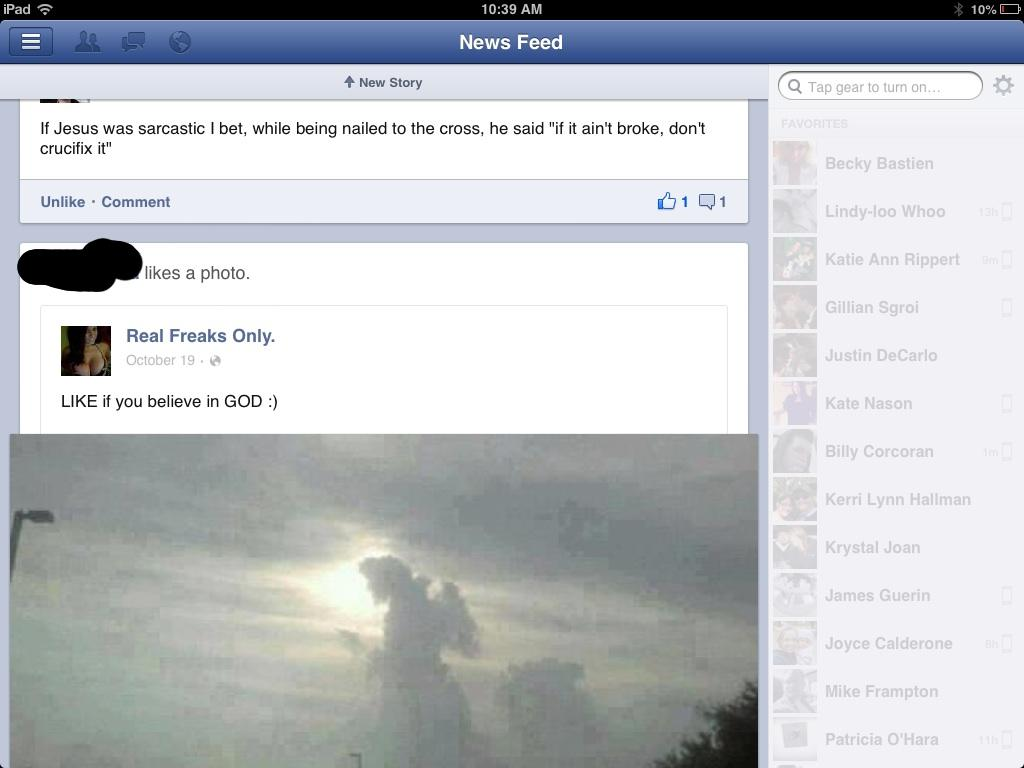 iPad 10:39 AM 10%
News Feed
New Story
If Jesus was sarcastic I bet, while being nailed to the cross, he said "if it ain't broke, don't
crucifix it"
Unlike · Comment 1 1
likes a photo.
Real Freaks Only.
October 19 ·
LIKE if you believe in GOD :)
Tap gear to turn on...
FAVORITES
Becky Bastien
Lindy-loo Whoo 13h
Katie Ann Rippert 9m
Gillian Sgroi
Justin DeCarlo
Kate Nason
Billy Corcoran 1m
Kerri Lynn Hallman
Krystal Joan
James Guerin
Joyce Calderone 8h
Mike Frampton
Patricia O'Hara 11h